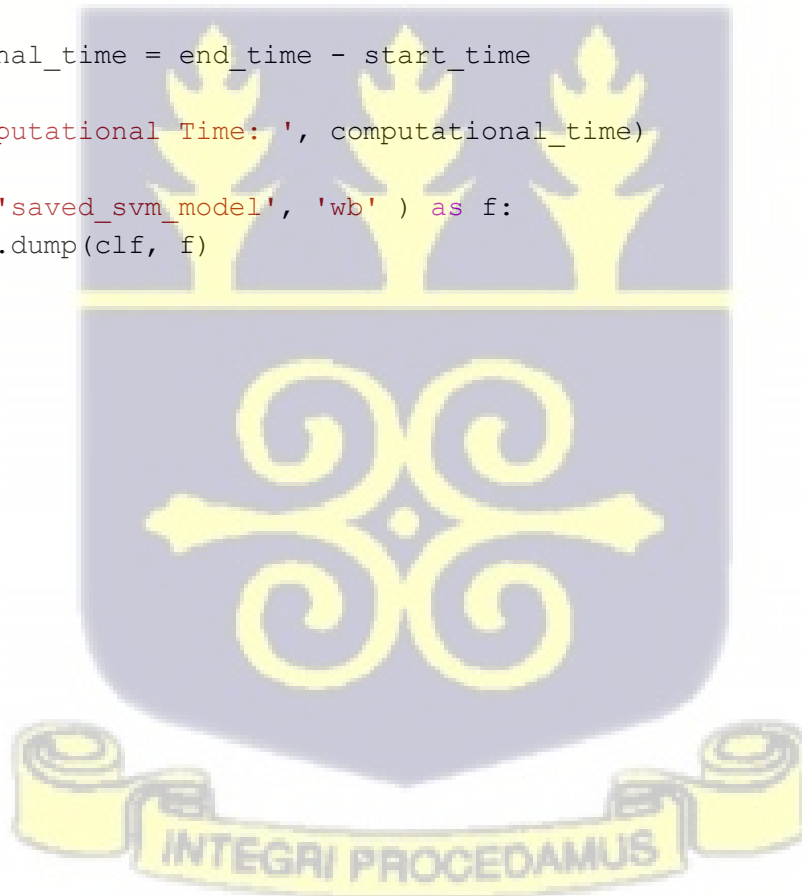 nal_time = end_time - start_time
putational Time: ', computational_time)
'saved_svm_model', 'wb' ) as f:
.dump(clf, f)
INTEGRI PROCEDAMUS